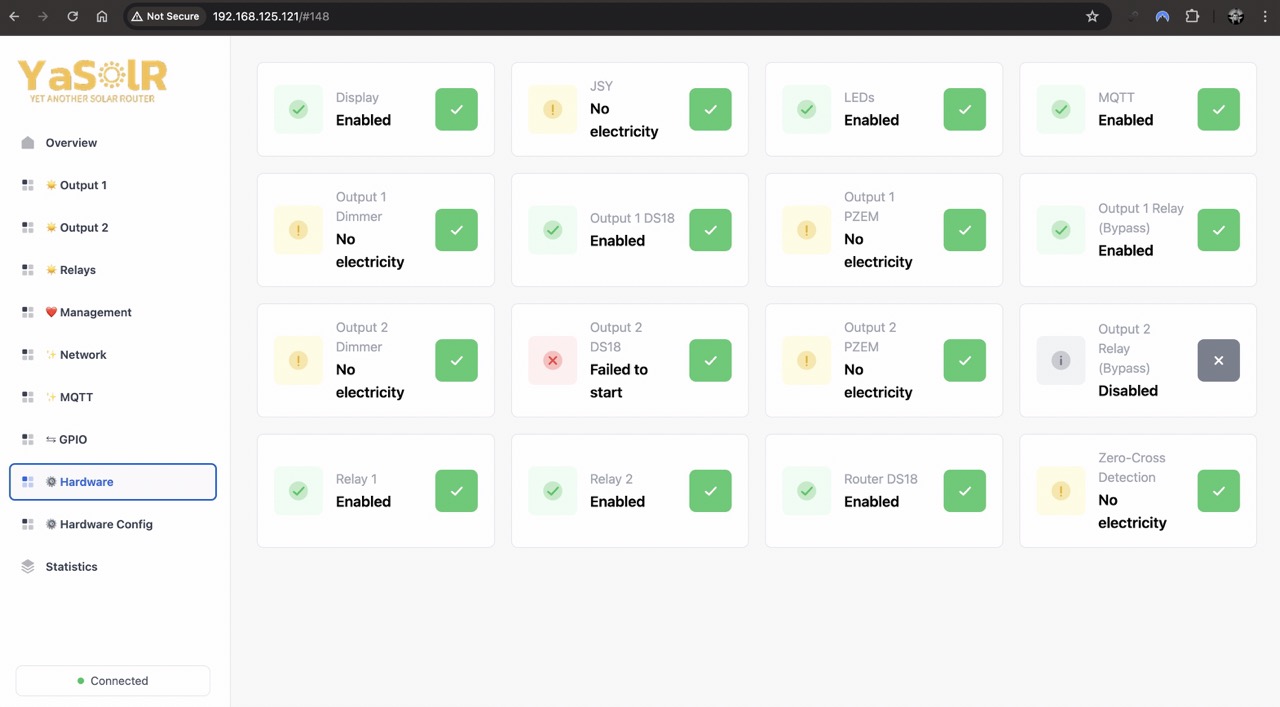 Not Secure
192.168.125.121/#148
YaSolR
YET ANOTHER SOLAR ROUTER
Overview
Output 1
Output 2
Relays
Management
Network
MQTT
GPIO
Hardware
Hardware Config
Statistics
Connected
Display
Enabled
JSY
No
electricity
LEDs
Enabled
MQTT
Enabled
Output 1
Dimmer
No
electricity
Output 1 DS18
Enabled
Output 1
PZEM
No
electricity
Output 1 Relay
(Bypass)
Enabled
Output 2
Dimmer
No
electricity
Output 2
DS18
Failed to
start
Output 2
PZEM
No
electricity
Output 2
Relay
(Bypass)
Disabled
Relay 1
Enabled
Relay 2
Enabled
Router DS18
Enabled
Zero-Cross
Detection
No
electricity